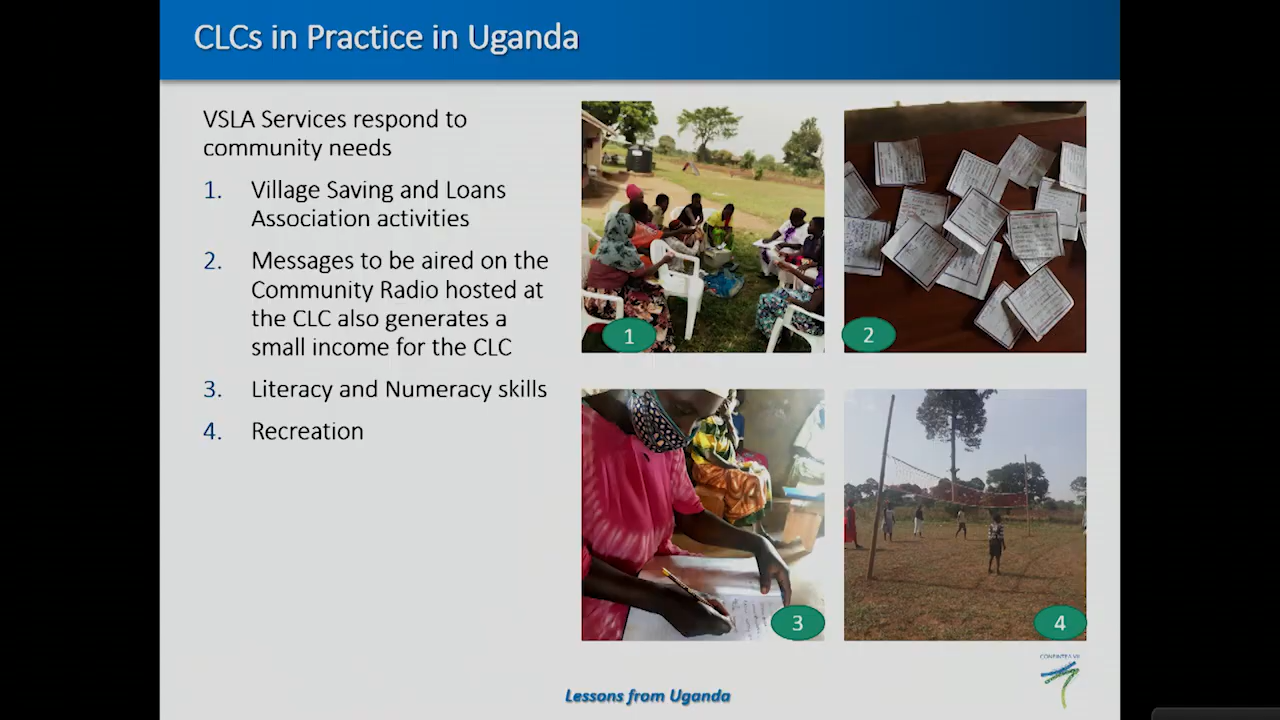 CLCs in Practice in Uganda
VSLA Services respond to
community needs
1. Village Saving and Loans
Association activities
2. Messages to be aired on the
Community Radio hosted at
the CLC also generates a
small income for the CLC
3. Literacy and Numeracy skills
4. Recreation
1
2
3
4
CONFINTEA VII
Lessons from Uganda